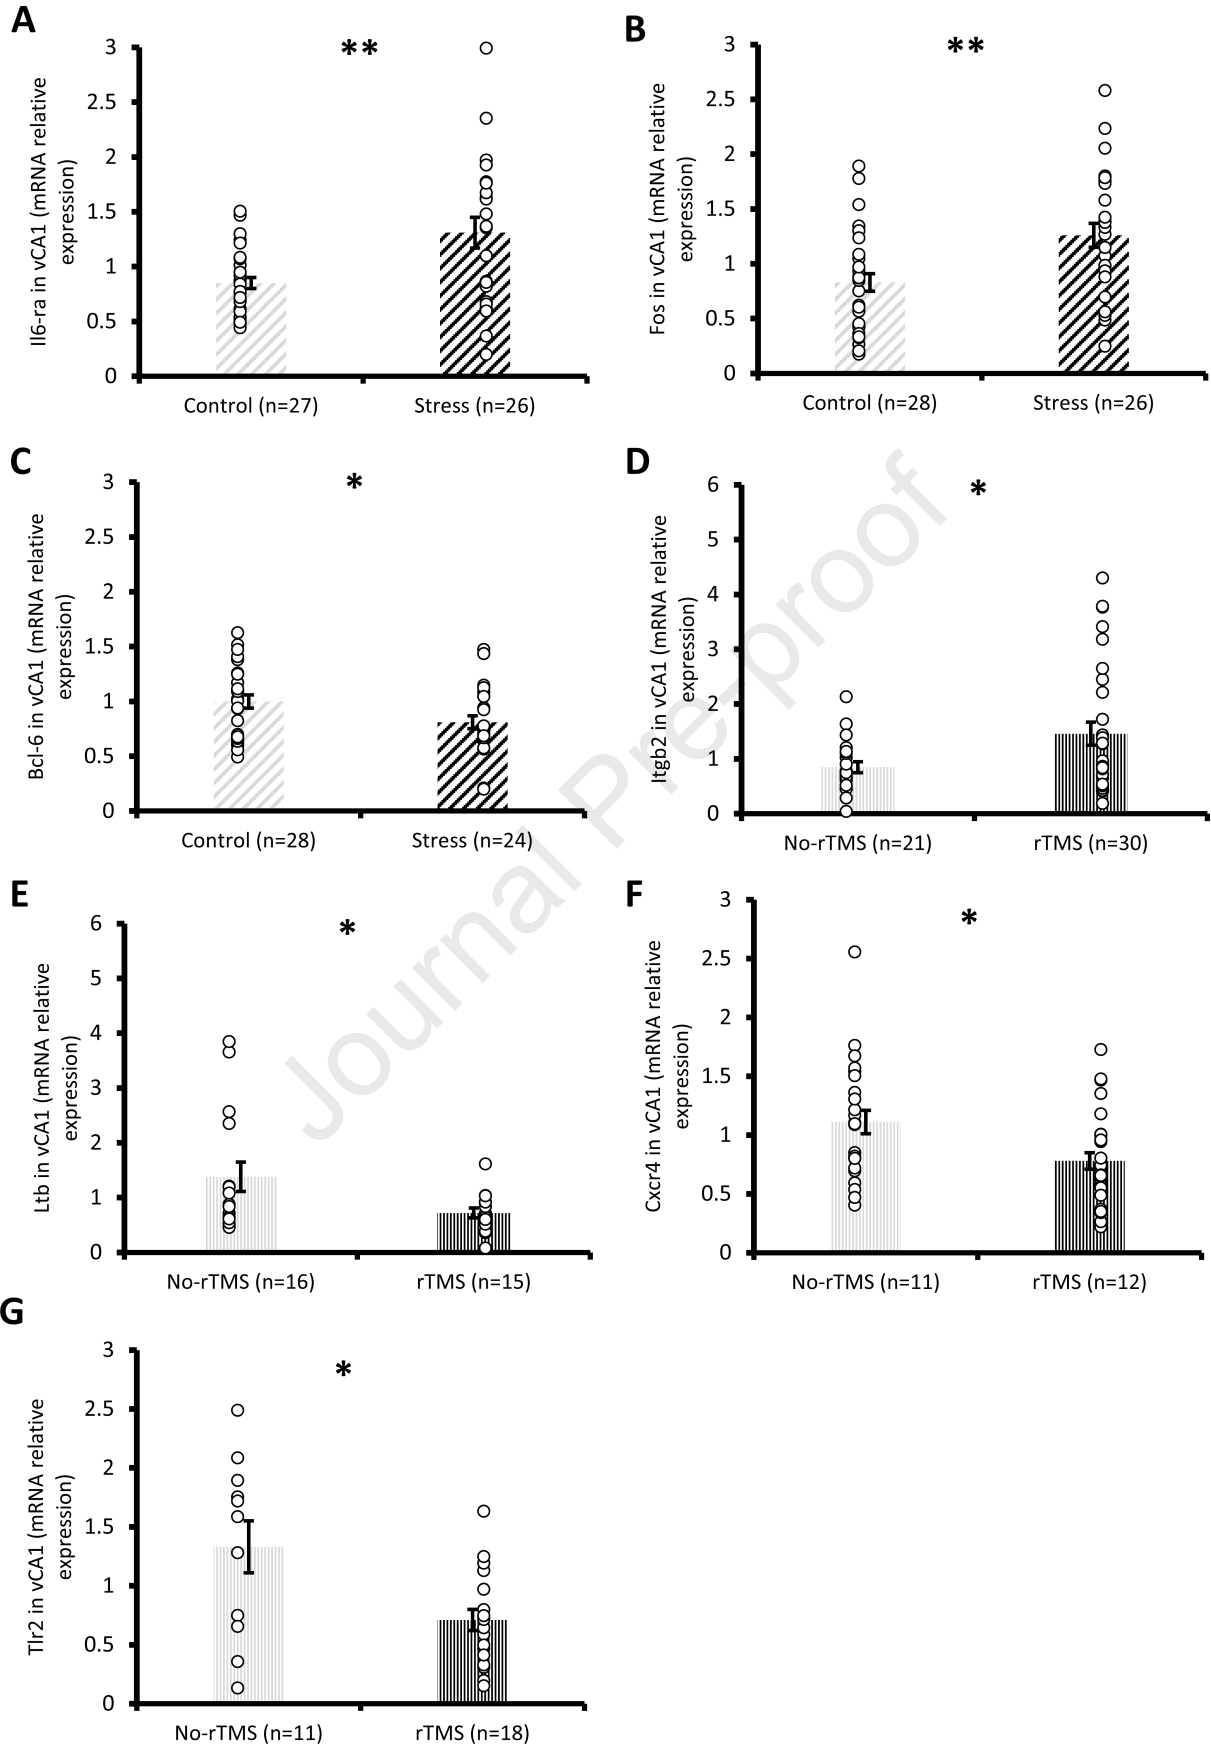 A
**
3
2.5
2
1.5
1
0.5
0
Il6-ra in vCA1 (mRNA relative
expression)
Control (n=27)
Stress (n=26)
B
**
3
2.5
2
1.5
1
0.5
0
Fos in vCA1 (mRNA relative
expression)
Control (n=28)
Stress (n=26)
C
*
3
2.5
2
1.5
1
0.5
0
Bcl-6 in vCA1 (mRNA relative
expression)
Control (n=28)
Stress (n=24)
D
*
6
5
4
3
2
1
0
Itgb2 in vCA1 (mRNA relative
expression)
No-rTMS (n=21)
rTMS (n=30)
Journal Pre-proof
E
*
6
5
4
3
2
1
0
Ltb in vCA1 (mRNA relative
expression)
No-rTMS (n=16)
rTMS (n=15)
F
*
3
2.5
2
1.5
1
0.5
0
Cxcr4 in vCA1 (mRNA relative
expression)
No-rTMS (n=11)
rTMS (n=12)
G
*
3
2.5
2
1.5
1
0.5
0
Tlr2 in vCA1 (mRNA relative
expression)
No-rTMS (n=11)
rTMS (n=18)